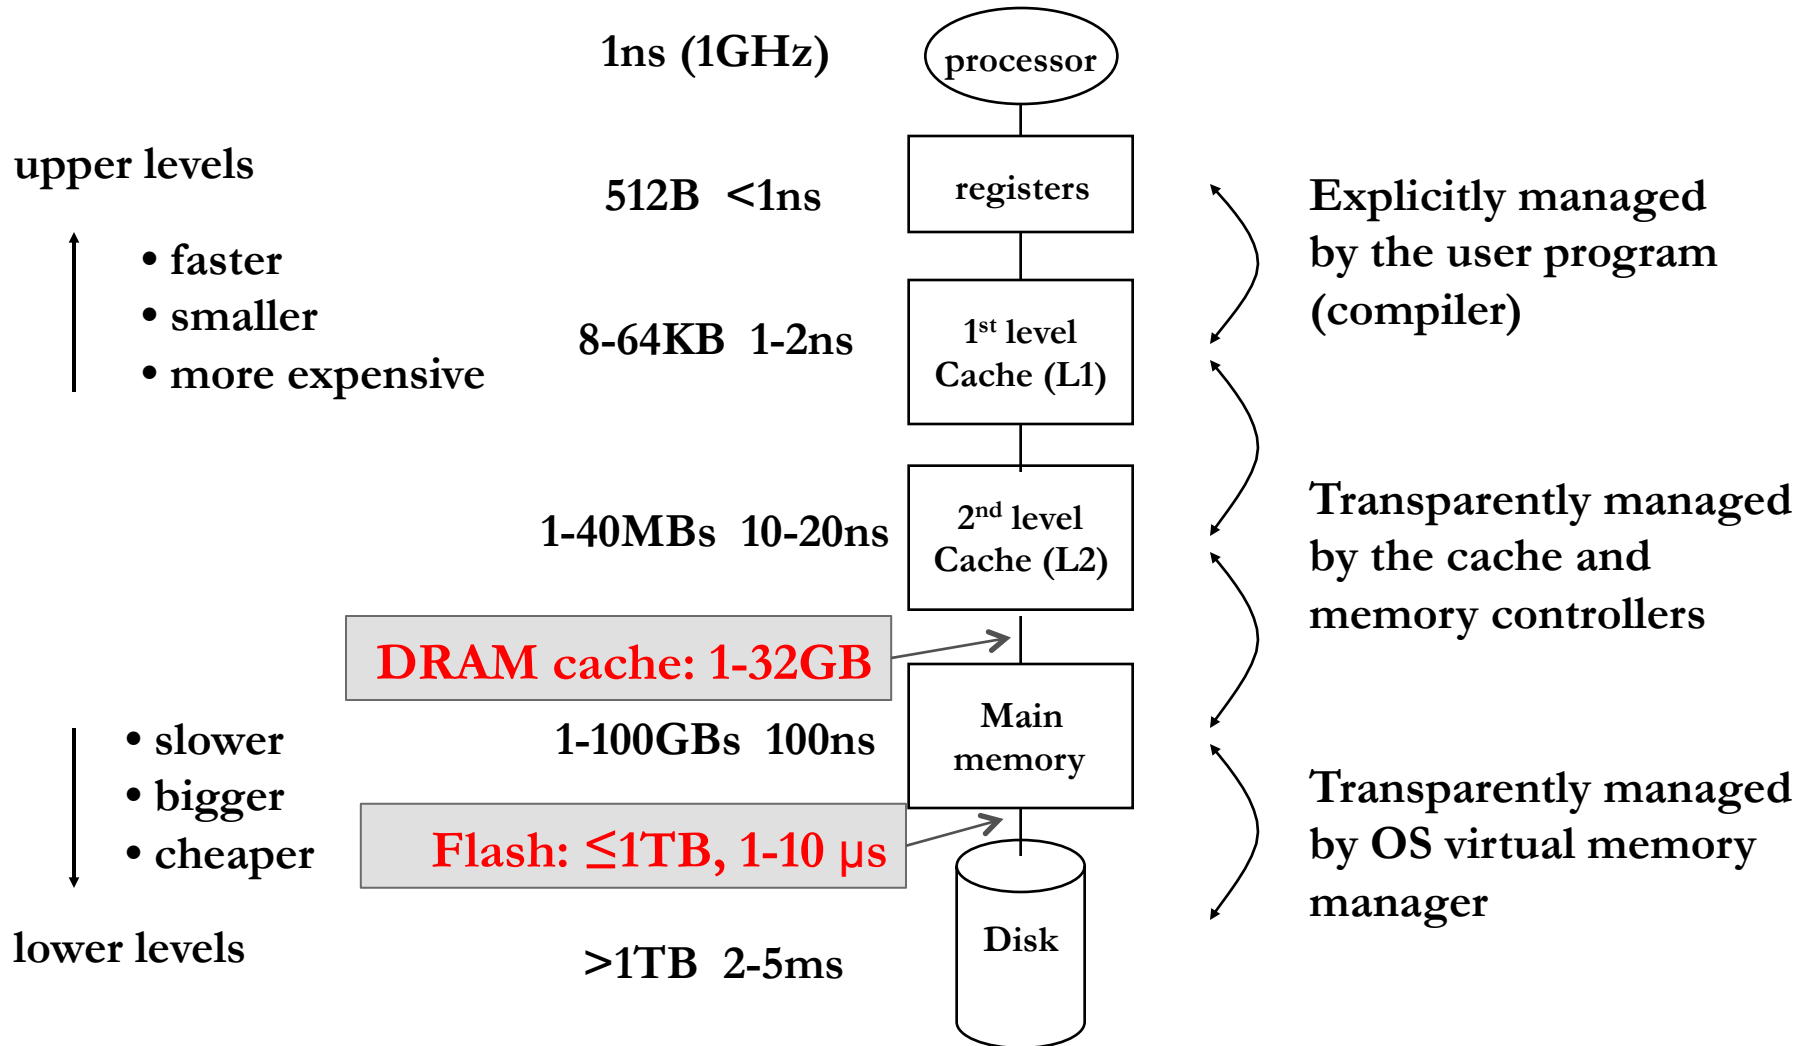 1ns (1GHz)
processor
upper levels
512B <1ns
registers
Explicitly managed
by the user program
(compiler)
• faster
• smaller
• more expensive
8-64KB 1-2ns
1st level
Cache (L1)
1-40MBs 10-20ns
2nd level
Cache (L2)
Transparently managed
by the cache and
memory controllers
DRAM cache: 1-32GB
• slower
• bigger
• cheaper
1-100GBs 100ns
Main
memory
Transparently managed
by OS virtual memory
manager
Flash: ≤1TB, 1-10 μs
lower levels
>1TB 2-5ms
Disk